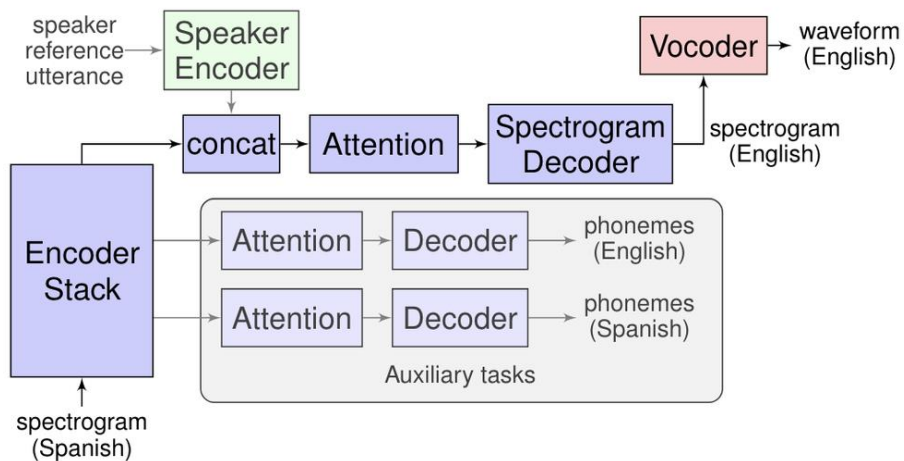 speaker
reference
utterance
Speaker
Encoder
Vocoder
waveform
(English)
concat
Attention
Spectrogram
Decoder
spectrogram
(English)
Encoder
Stack
Attention
Decoder
phonemes
(English)
Attention
Decoder
phonemes
(Spanish)
Auxiliary tasks
spectrogram
(Spanish)